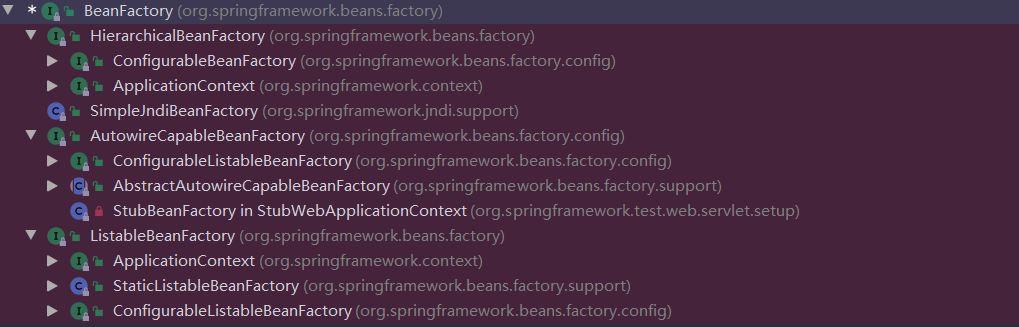 * BeanFactory (org.springframework.beans.factory)
HierarchicalBeanFactory (org.springframework.beans.factory)
ConfigurableBeanFactory (org.springframework.beans.factory.config)
ApplicationContext (org.springframework.context)
SimpleJndiBeanFactory (org.springframework.jndi.support)
AutowireCapableBeanFactory (org.springframework.beans.factory.config)
ConfigurableListableBeanFactory (org.springframework.beans.factory.config)
AbstractAutowireCapableBeanFactory (org.springframework.beans.factory.support)
StubBeanFactory in StubWebApplicationContext (org.springframework.test.web.servlet.setup)
ListableBeanFactory (org.springframework.beans.factory)
ApplicationContext (org.springframework.context)
StaticListableBeanFactory (org.springframework.beans.factory.support)
ConfigurableListableBeanFactory (org.springframework.beans.factory.config)